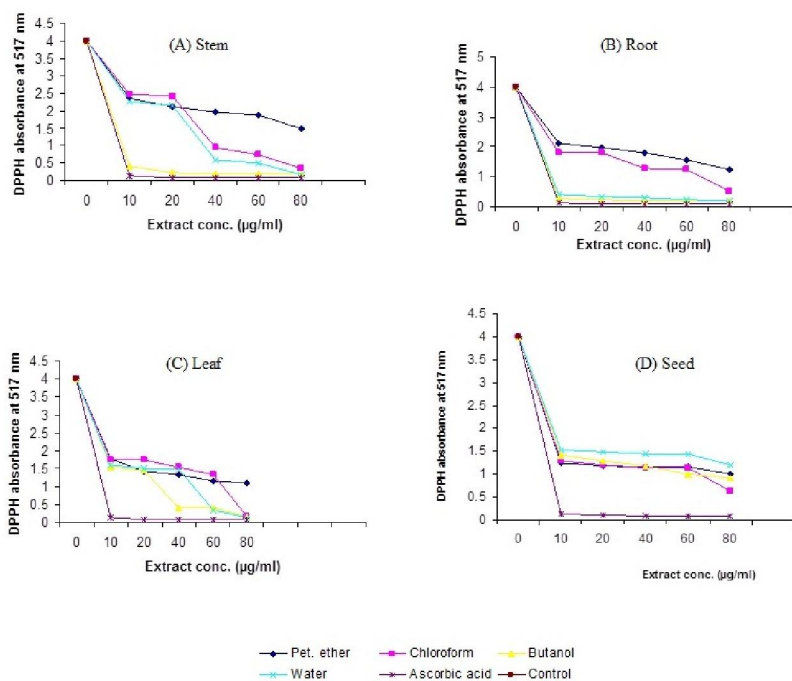 (A) Stem
DPPH absorbance at 517 nm
4.5
4
3.5
3
2.5
2
1.5
1
0.5
0
0 10 20 40 60 80
Extract conc. (µg/ml)
(B) Root
DPPH absorbance at 517 nm
5
4
3
2
1
0
0 10 20 40 60 80
Extract conc. (µg/ml)
(C) Leaf
DPPH absorbance at 517 nm
4.5
4
3.5
3
2.5
2
1.5
1
0.5
0
0 10 20 40 60 80
Extract conc. (µg/ml)
(D) Seed
DPPH absorbance at 517 nm
4.5
4
3.5
3
2.5
2
1.5
1
0.5
0
0 10 20 40 60 80
Extract conc. (µg/ml)
Pet. ether Chloroform Butanol
Water Ascorbic acid Control